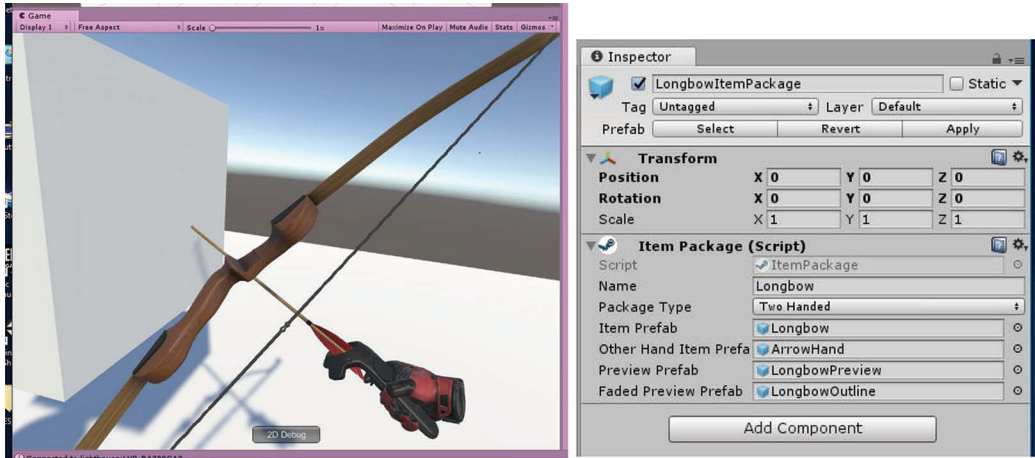 Game
Display 1 Free Aspect Scale 1x Maximize On Play Mute Audio Stats Gizmos
2D Debug
Inspector
LongbowItemPackage Static
Tag Untagged Layer Default
Prefab Select Revert Apply
Transform
Position X 0 Y 0 Z 0
Rotation X 0 Y 0 Z 0
Scale X 1 Y 1 Z 1
Item Package (Script)
Script ItemPackage
Name Longbow
Package Type Two Handed
Item Prefab Longbow
Other Hand Item Prefa ArrowHand
Preview Prefab LongbowPreview
Faded Preview Prefab LongbowOutline
Add Component